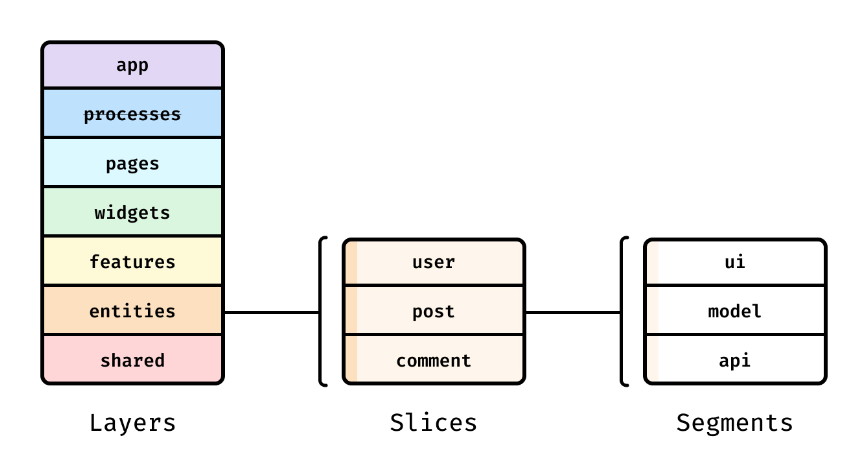 app
processes
pages
widgets
features
entities
shared
Layers
user
post
comment
Slices
ui
model
api
Segments